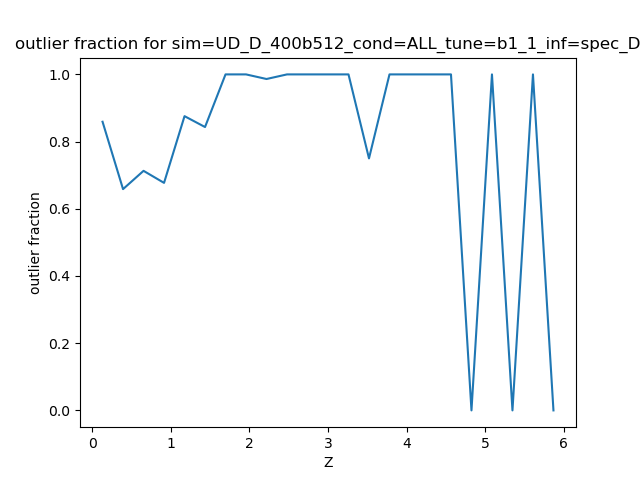 outlier fraction for sim=UD_D_400b512_cond=ALL_tune=b1_1_inf=spec_D
1.0
0.8
0.6
0.4
0.2
0.0
outlier fraction
0 1 2 3 4 5 6
Z